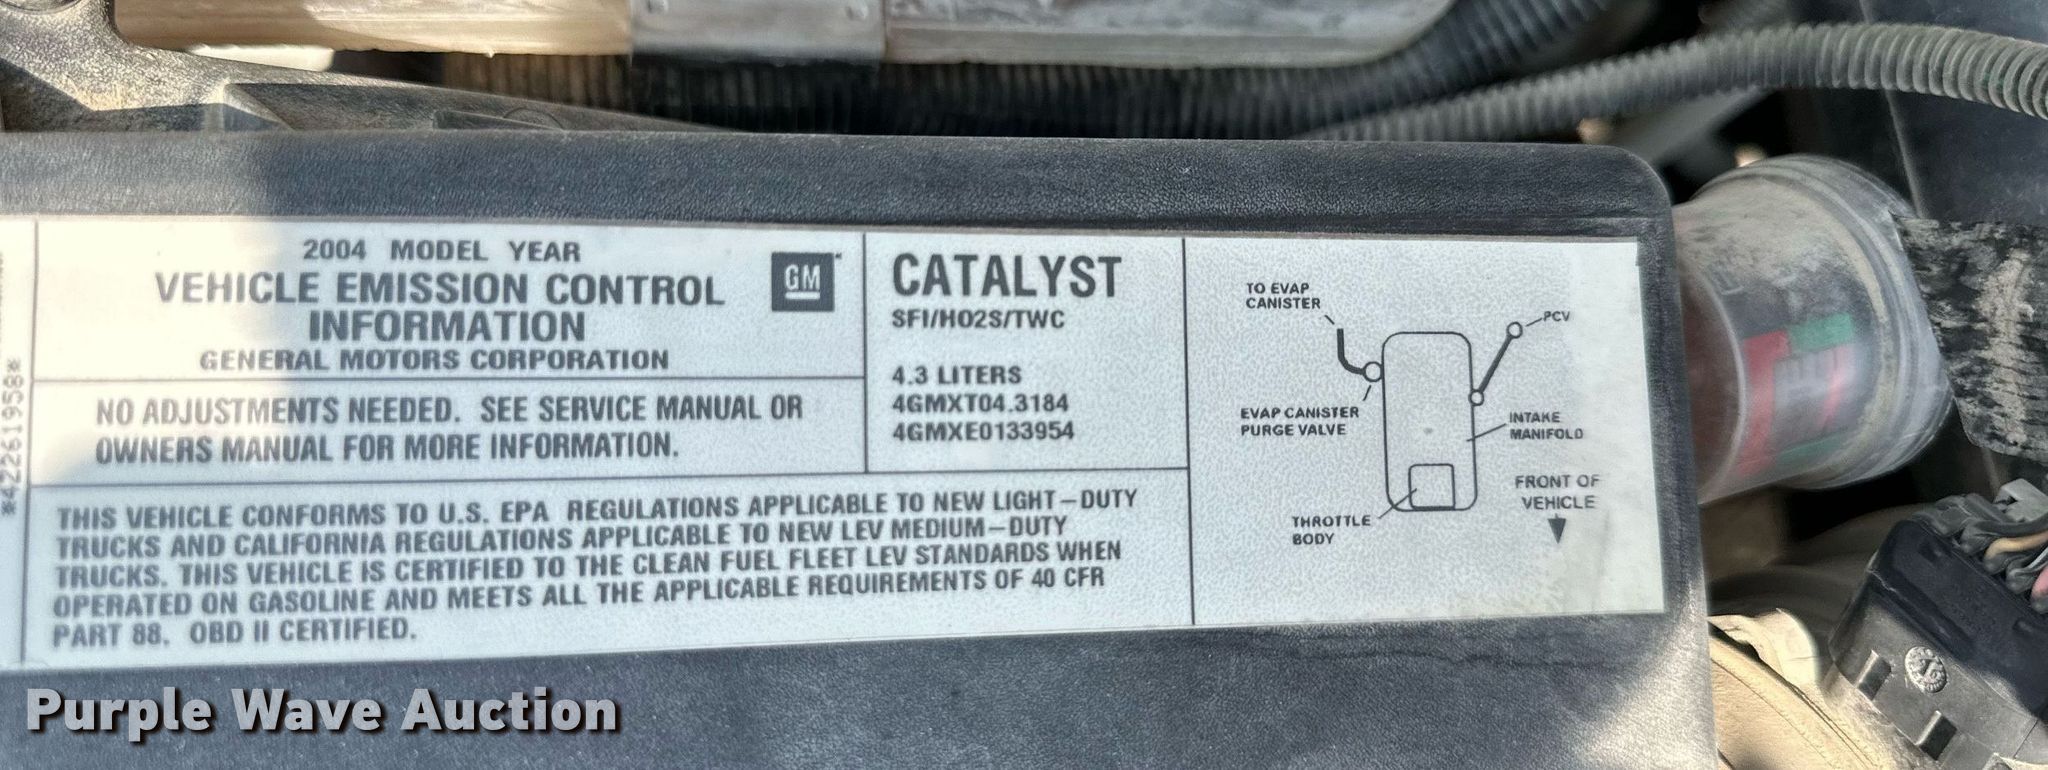 2004 MODEL YEAR
VEHICLE EMISSION CONTROL
INFORMATION
GENERAL MOTORS CORPORATION
GM
NO ADJUSTMENTS NEEDED. SEE SERVICE MANUAL OR
OWNERS MANUAL FOR MORE INFORMATION.
CATALYST
SFI/HO2S/TWC
4.3 LITERS
4GMXT04.3184
4GMXE0133954
THIS VEHICLE CONFORMS TO U.S. EPA REGULATIONS APPLICABLE TO NEW LIGHT-DUTY
TRUCKS AND CALIFORNIA REGULATIONS APPLICABLE TO NEW LEV MEDIUM-DUTY
TRUCKS. THIS VEHICLE IS CERTIFIED TO THE CLEAN FUEL FLEET LEV STANDARDS WHEN
OPERATED ON GASOLINE AND MEETS ALL THE APPLICABLE REQUIREMENTS OF 40 CFR
PART 88. OBD II CERTIFIED.
TO EVAP
CANISTER
PCV
EVAP CANISTER
PURGE VALVE
INTAKE
MANIFOLD
FRONT OF
VEHICLE
THROTTLE
BODY
*42261958*
Purple Wave Auction